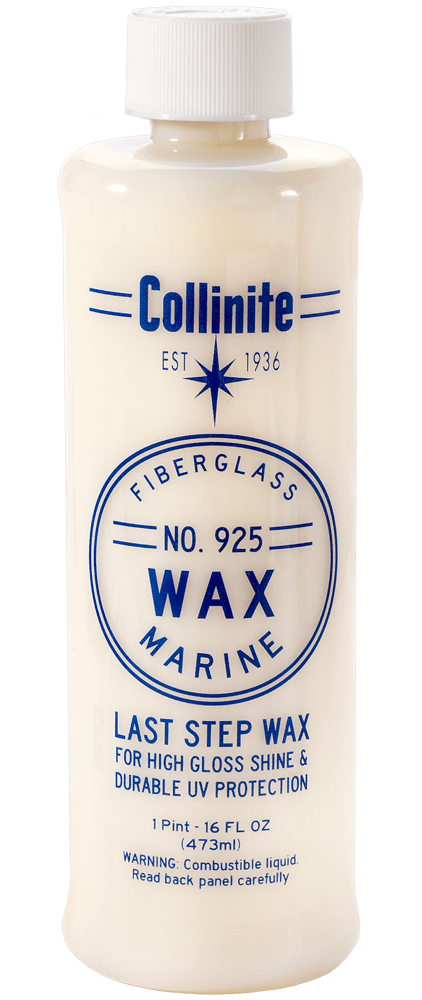 Collinite
EST 1936
FIBERGLASS
NO. 925
WAX
MARINE
LAST STEP WAX
FOR HIGH GLOSS SHINE &
DURABLE UV PROTECTION
1 Pint - 16 FL OZ
(473ml)
WARNING: Combustible liquid.
Read back panel carefully